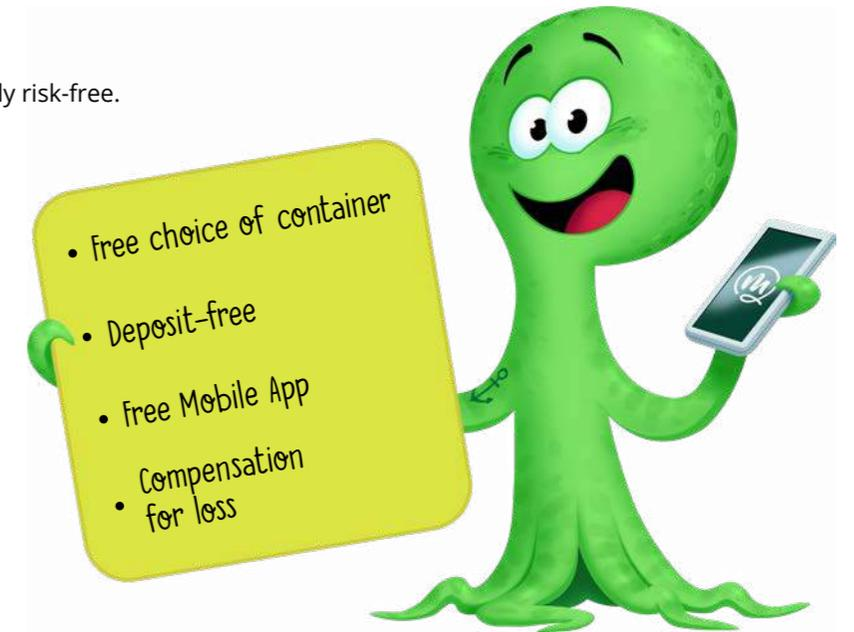 ly risk-free.
• Free choice of container
• Deposit-free
• Free Mobile App
• Compensation
for loss